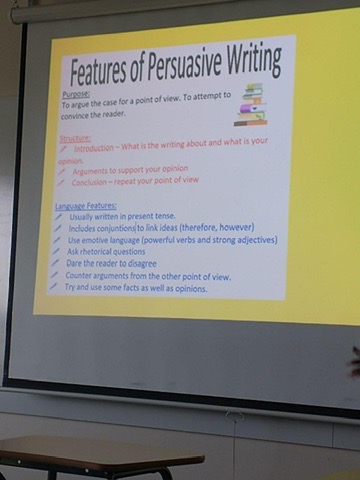 Features of Persuasive Writing
Purpose:
To argue the case for a point of view. To attempt to
convince the reader.
Structure:
Introduction – What is the writing about and what is your
opinion.
Arguments to support your opinion
Conclusion – repeat your point of view
Language Features:
Usually written in present tense.
Includes conjuntions to link ideas (therefore, however)
Use emotive language (powerful verbs and strong adjectives)
Ask rhetorical questions
Dare the reader to disagree
Counter arguments from the other point of view.
Try and use some facts as well as opinions.